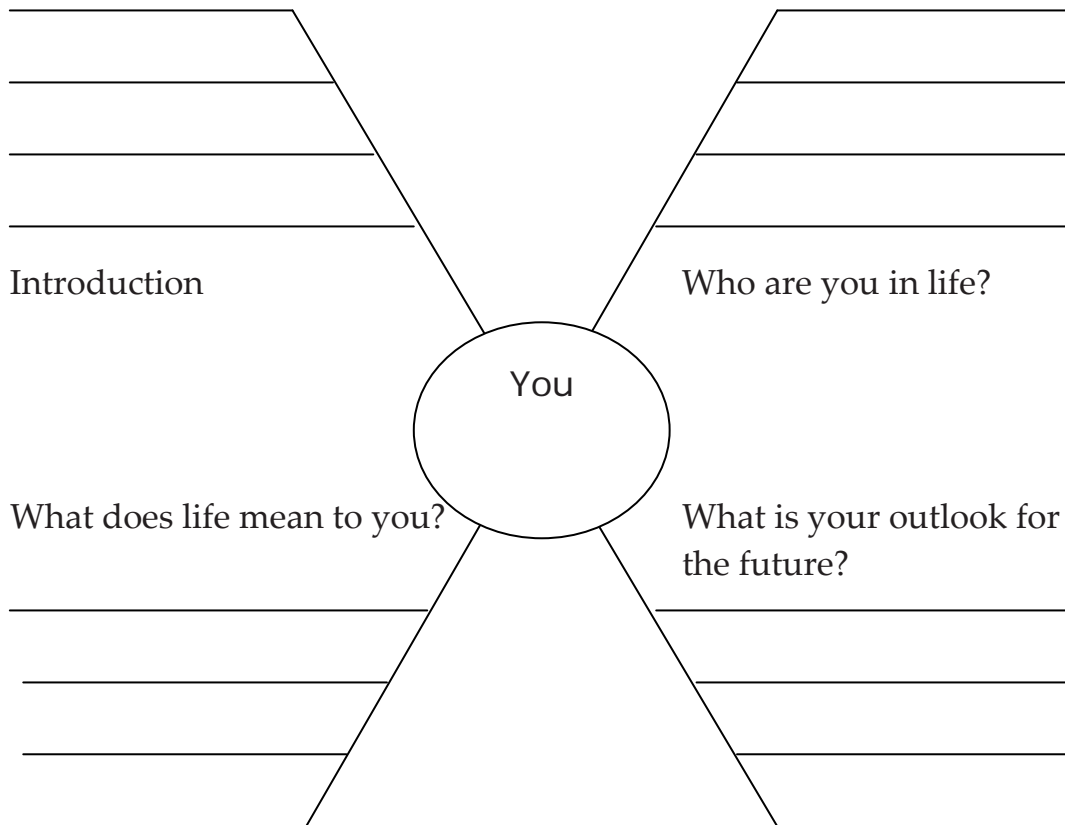 Introduction
Who are you in life?
You
What does life mean to you?
What is your outlook for
the future?